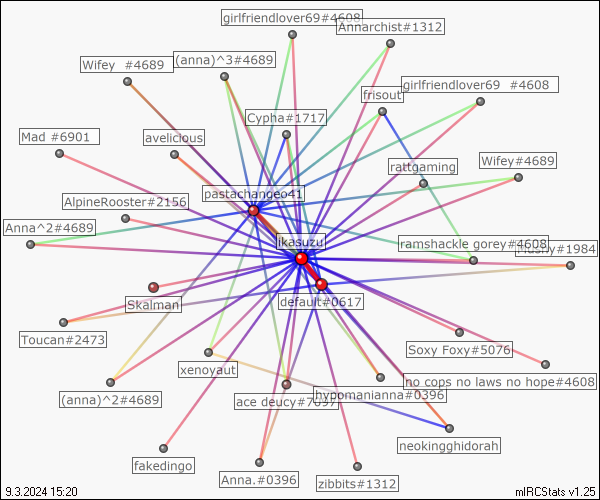 girlfriendlover69#4608
Annarchist#1312
(anna)^3#4689
Wifey  #4689
girlfriendlover69  #4608
frisout
Cypha#1717
Mad #6901
avelicious
rattgaming
Wifey#4689
pastachangeo41
AlpineRooster#2156
Anna^2#4689
ikasuzu
ramshackle gorey#4608
#1984
default#0617
Skalman
Toucan#2473
Soxy Foxy#5076
xenoyaut
no cops no laws no hope#4608
(anna)^2#4689
ace deucy#7057
hypomanianna#0396
neokingghidorah
fakedingo
Anna.#0396
zibbits#1312
9.3.2024 15:20
mIRCStats v1.25